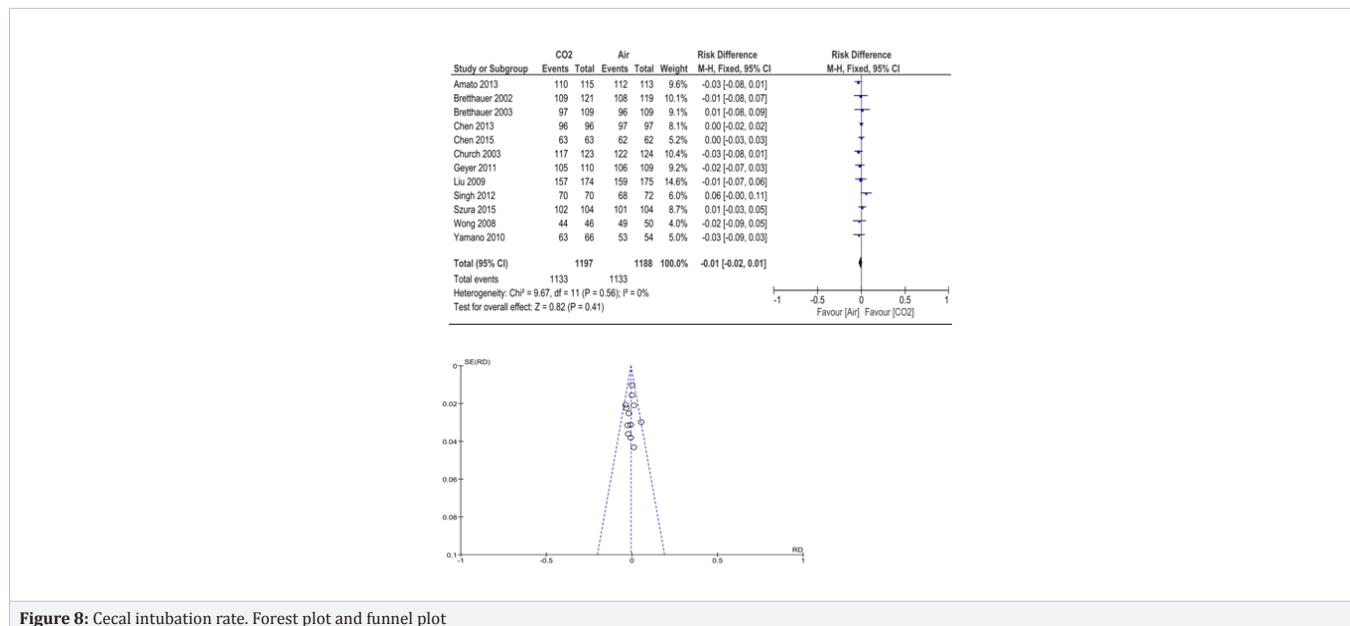 CO2 Air Risk Difference Risk Difference
Study or Subgroup Events Total Events Total Weight M-H, Fixed, 95% CI M-H, Fixed, 95% CI
Amato 2013 110 115 112 113 9.6% -0.03 [-0.08, 0.01]
Bretthauer 2002 109 121 108 119 10.1% -0.01 [-0.08, 0.07]
Bretthauer 2003 97 109 96 109 9.1% 0.01 [-0.08, 0.09]
Chen 2013 96 96 97 97 8.1% 0.00 [-0.02, 0.02]
Chen 2015 63 63 62 62 5.2% 0.00 [-0.03, 0.03]
Church 2003 117 123 122 124 10.4% -0.03 [-0.08, 0.01]
Geyer 2011 105 110 106 109 9.2% -0.02 [-0.07, 0.03]
Liu 2009 157 174 159 175 14.6% -0.01 [-0.07, 0.06]
Singh 2012 70 70 68 72 6.0% 0.06 [-0.00, 0.11]
Szura 2015 102 104 101 104 8.7% 0.01 [-0.03, 0.05]
Wong 2008 44 46 49 50 4.0% -0.02 [-0.09, 0.05]
Yamano 2010 63 66 53 54 5.0% -0.03 [-0.09, 0.03]
Total (95% CI) 1197 1188 100.0% -0.01 [-0.02, 0.01]
Total events 1133 1133
Heterogeneity: Chi² = 9.67, df = 11 (P = 0.56); I² = 0%
Test for overall effect: Z = 0.82 (P = 0.41)
-1 -0.5 0 0.5 1
Favour [Air] Favour [CO2]
SE(RD)
0
0.02
0.04
0.06
0.08
0.1
RD
-1 -0.5 0 0.5 1
Figure 8: Cecal intubation rate. Forest plot and funnel plot